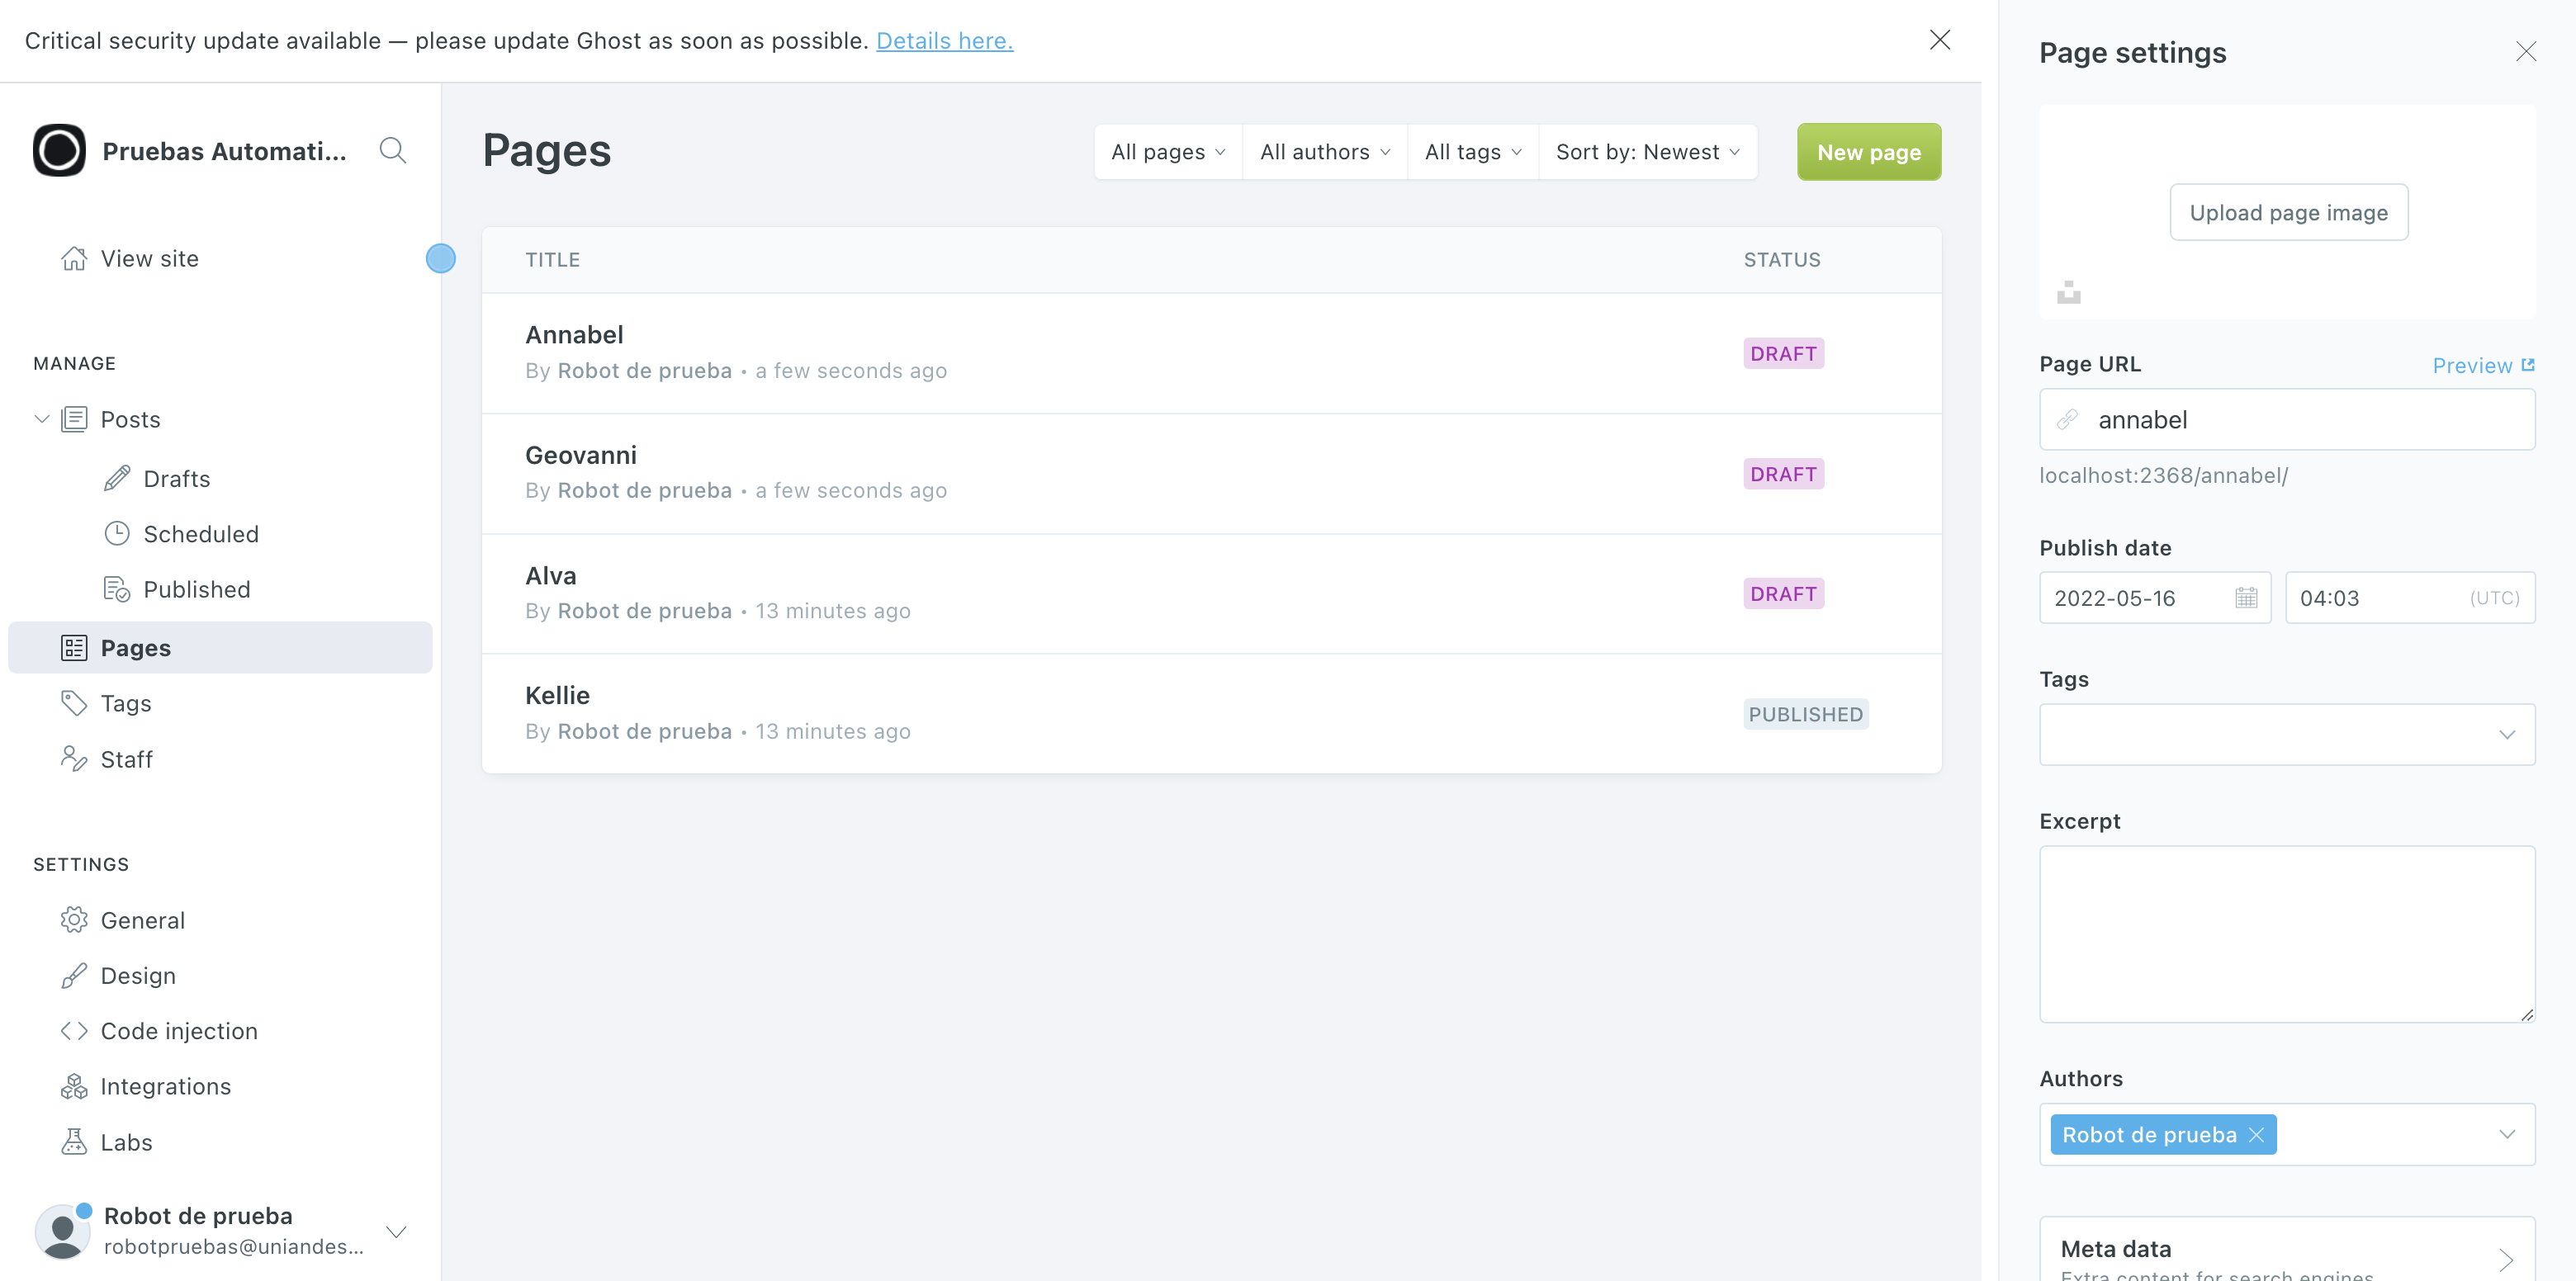 Critical security update available — please update Ghost as soon as possible. Details here.
Pruebas Automati...
View site
MANAGE
Posts
Drafts
Scheduled
Published
Pages
Tags
Staff
SETTINGS
General
Design
Code injection
Integrations
Labs
Robot de prueba
robotpruebas@uniandes...
Pages
All pages
All authors
All tags
Sort by: Newest
New page
TITLE
STATUS
Annabel
By Robot de prueba • a few seconds ago
DRAFT
Geovanni
By Robot de prueba • a few seconds ago
DRAFT
Alva
By Robot de prueba • 13 minutes ago
DRAFT
Kellie
By Robot de prueba • 13 minutes ago
PUBLISHED
Page settings
Upload page image
Page URL
Preview
annabel
localhost:2368/annabel/
Publish date
2022-05-16
04:03
(UTC)
Tags
Excerpt
Authors
Robot de prueba
Meta data
Extra content for search engines